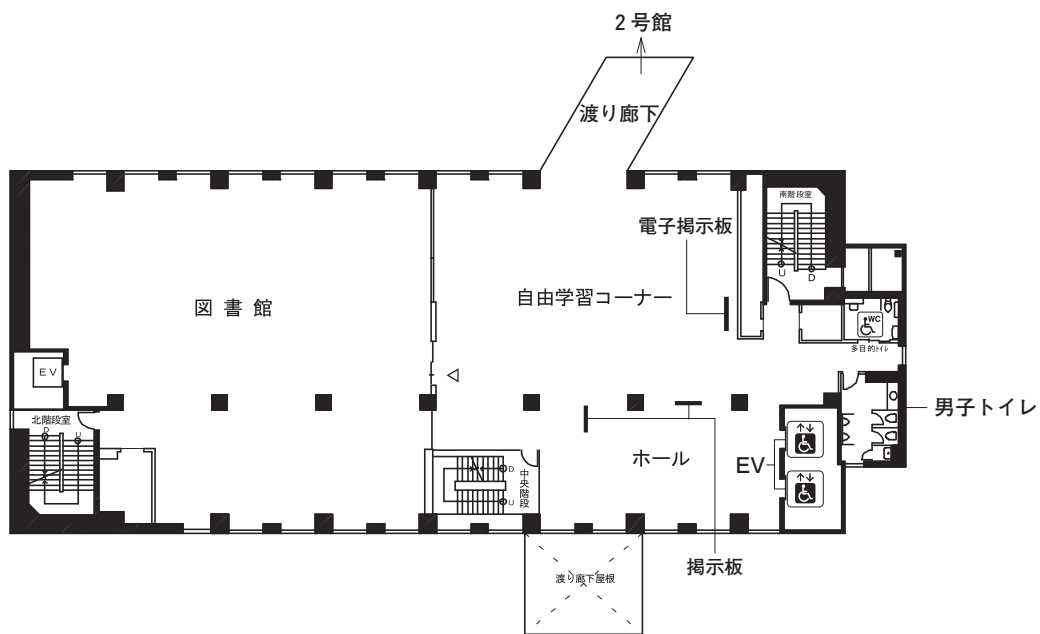 2号館
渡り廊下
南階段室
U
D
電子掲示板
自由学習コーナー
図書館
WC
多目的トイレ
EV
北階段室
D
U
男子トイレ
ホール
EV
D
U
中央階段
掲示板
渡り廊下屋根